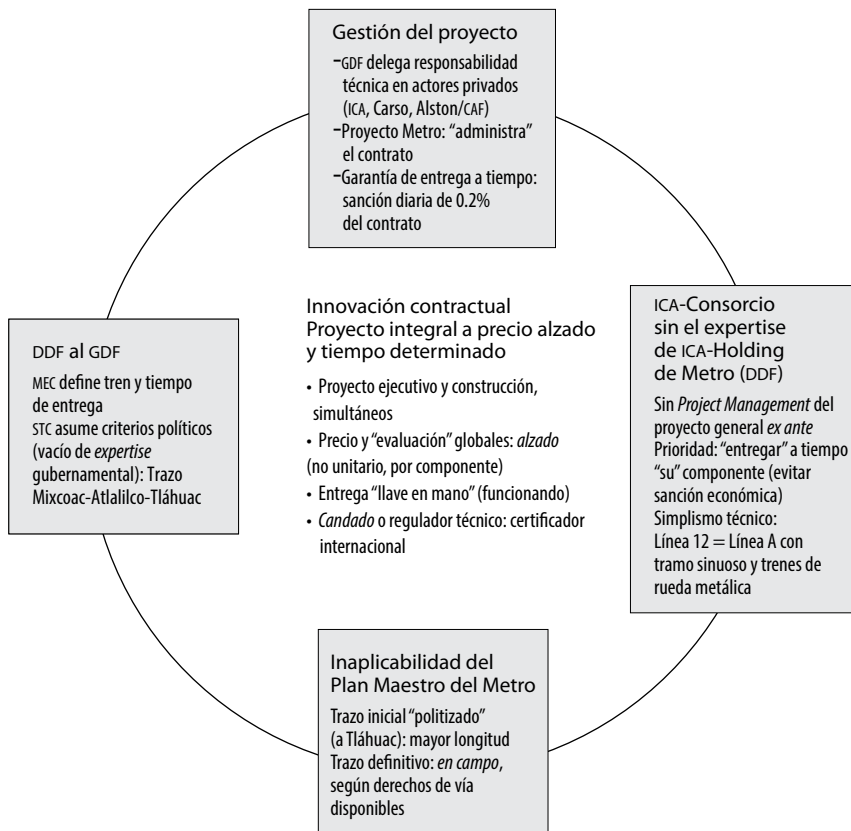 Gestión del proyecto
-GDF delega responsabilidad
técnica en actores privados
(ICA, Carso, Alston/CAF)
-Proyecto Metro: “administra”
el contrato
-Garantía de entrega a tiempo:
sanción diaria de 0.2%
del contrato
DDF al GDF
MEC define tren y tiempo
de entrega
STC asume criterios políticos
(vacío de expertise
gubernamental): Trazo
Mixcoac-Atlalilco-Tláhuac
Innovación contractual
Proyecto integral a precio alzado
y tiempo determinado
• Proyecto ejecutivo y construcción,
simultáneos
• Precio y “evaluación” globales: alzado
(no unitario, por componente)
• Entrega “llave en mano” (funcionando)
• Candado o regulador técnico: certificador
internacional
ICA-Consorcio
sin el expertise
de ICA-Holding
de Metro (DDF)
Sin Project Management del
proyecto general ex ante
Prioridad: “entregar” a tiempo
“su” componente (evitar
sanción económica)
Simplismo técnico:
Línea 12 = Línea A con
tramo sinuoso y trenes de
rueda metálica
Inaplicabilidad del
Plan Maestro del Metro
Trazo inicial “politizado”
(a Tláhuac): mayor longitud
Trazo definitivo: en campo,
según derechos de vía
disponibles